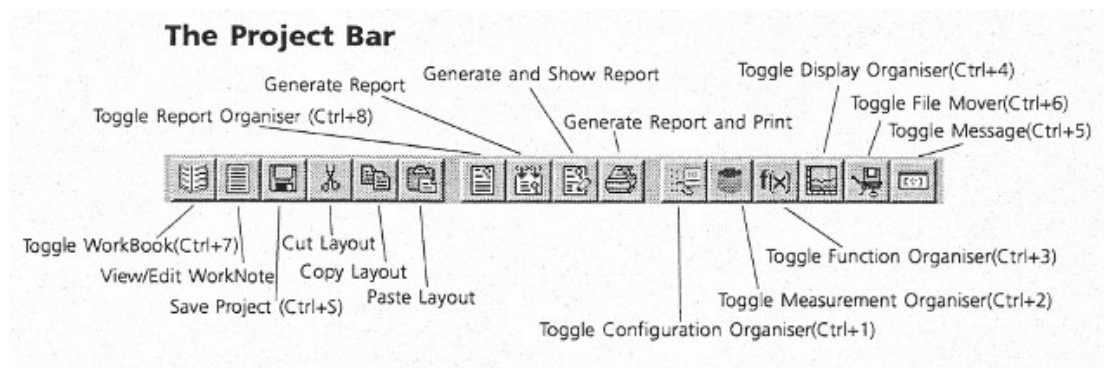 The Project Bar
Generate and Show Report
Toggle Display Organiser(Ctrl+4)
Generate Report
Toggle File Mover(Ctrl+6)
Toggle Report Organiser (Ctrl+8)
Generate Report and Print
Toggle Message(Ctrl+5)
f(x)
Toggle WorkBook(Ctrl+7)
Cut Layout
Toggle Function Organiser(Ctrl+3)
View/Edit WorkNote
Copy Layout
Save Project (Ctrl+S)
Paste Layout
Toggle Measurement Organiser(Ctrl+2)
Toggle Configuration Organiser(Ctrl+1)